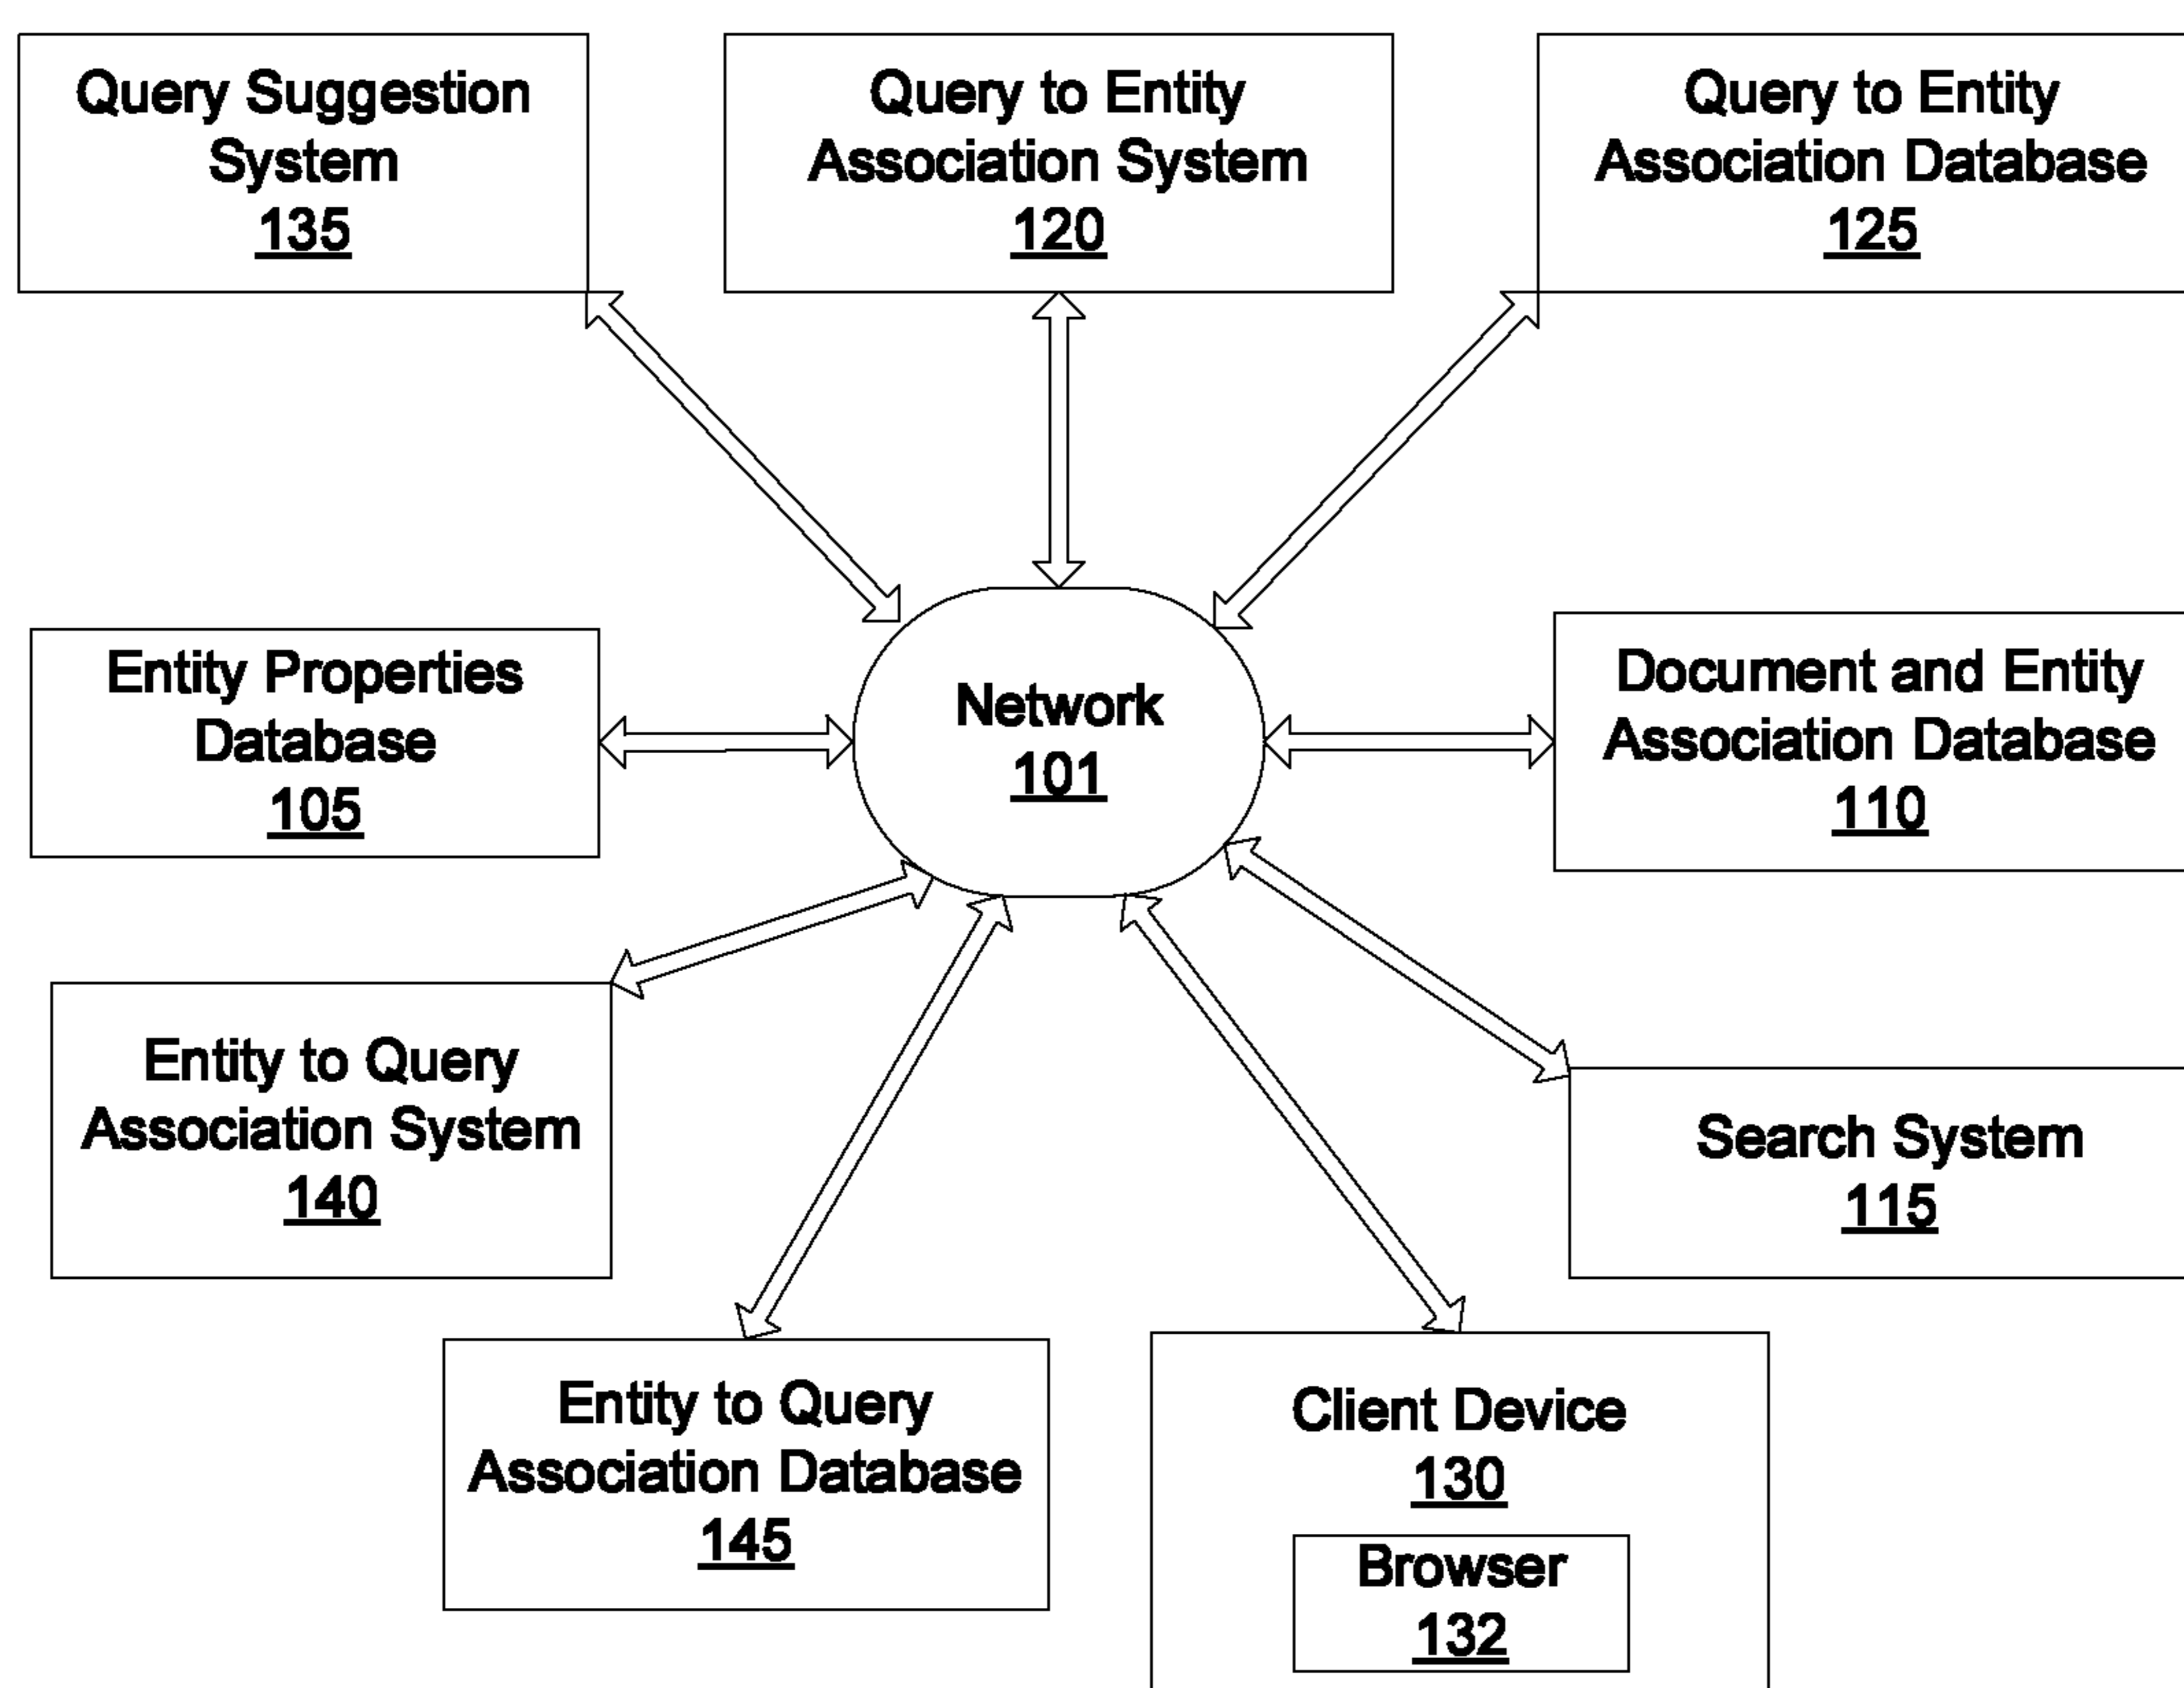 Query Suggestion
System
135
Query to Entity
Association System
120
Query to Entity
Association Database
125
Entity Properties
Database
105
Network
101
Document and Entity
Association Database
110
Entity to Query
Association System
140
Search System
115
Entity to Query
Association Database
145
Client Device
130
Browser
132